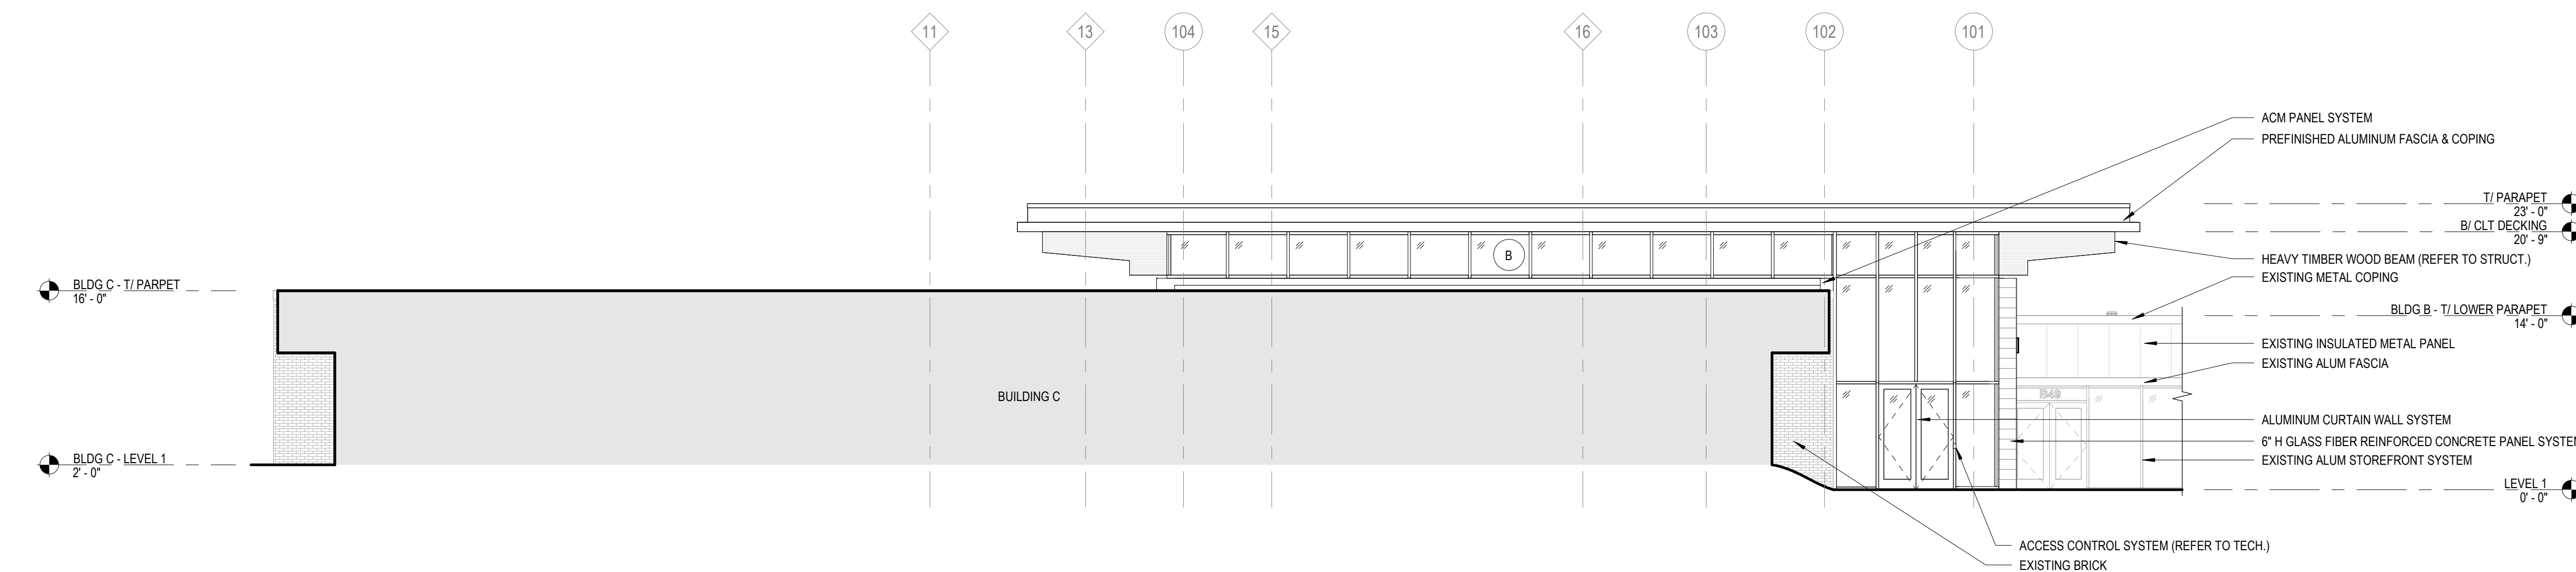 11
13
104
15
16
103
102
101
ACM PANEL SYSTEM
PREFINISHED ALUMINUM FASCIA & COPING
T/ PARAPET
23' - 0"
B/ CLT DECKING
20' - 9"
B
HEAVY TIMBER WOOD BEAM (REFER TO STRUCT.)
EXISTING METAL COPING
BLDG C - T/ PARPET
16' - 0"
BLDG B - T/ LOWER PARAPET
14' - 0"
EXISTING INSULATED METAL PANEL
EXISTING ALUM FASCIA
BUILDING C
B49
ALUMINUM CURTAIN WALL SYSTEM
6" H GLASS FIBER REINFORCED CONCRETE PANEL SYSTEM
EXISTING ALUM STOREFRONT SYSTEM
BLDG C - LEVEL 1
2' - 0"
LEVEL 1
0' - 0"
ACCESS CONTROL SYSTEM (REFER TO TECH.)
EXISTING BRICK